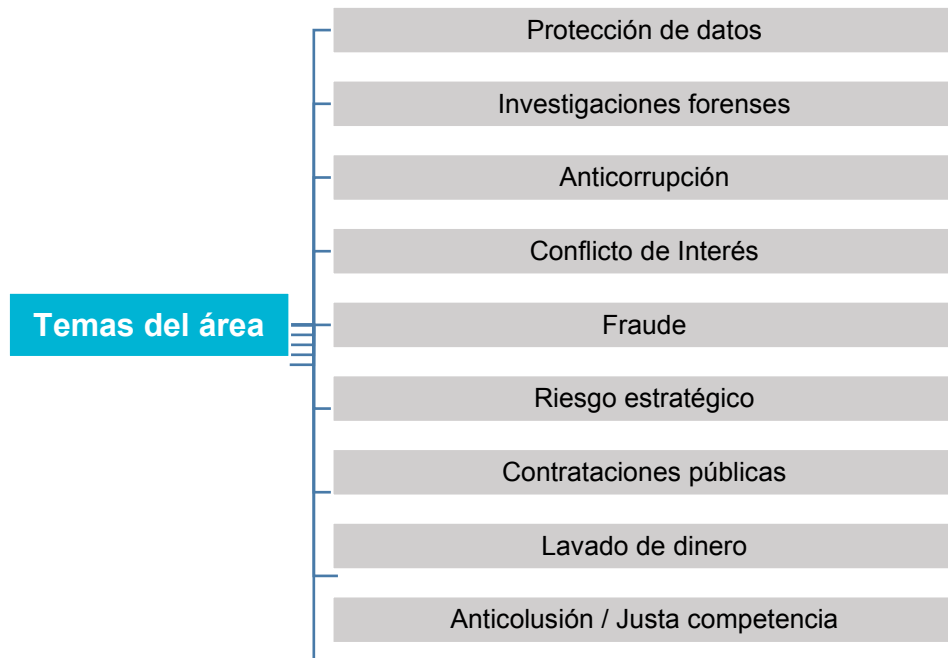 Protección de datos
Investigaciones forenses
Anticorrupción
Conflicto de Interés
Temas del área
Fraude
Riesgo estratégico
Contrataciones públicas
Lavado de dinero
Anticolusión / Justa competencia